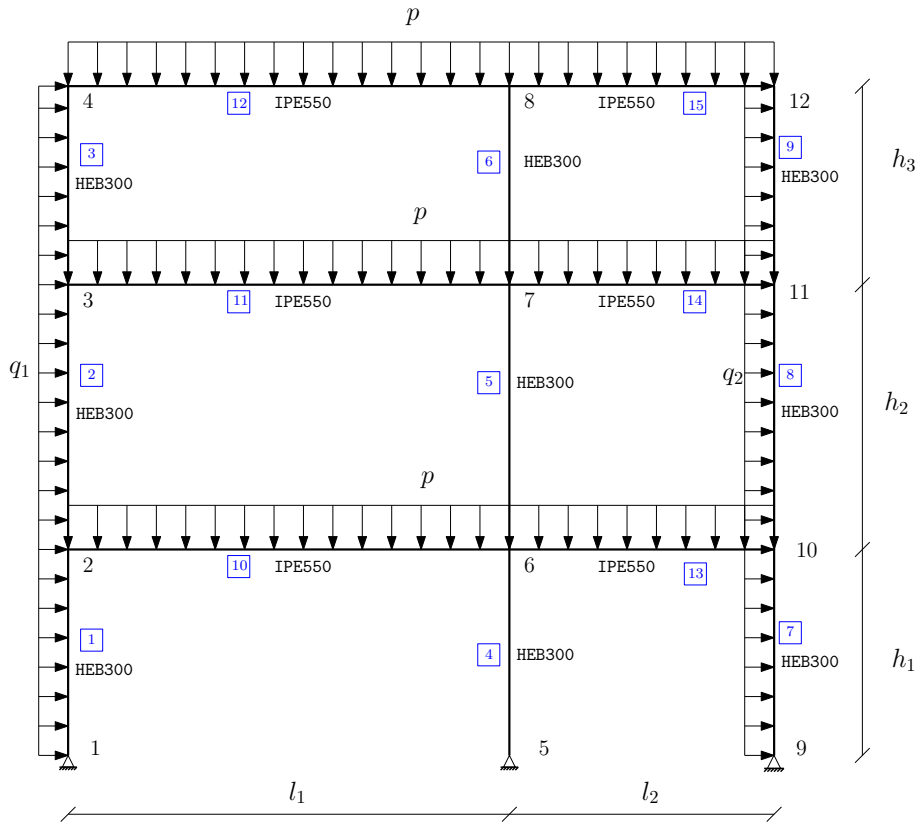 p
4 8 12
12 IPE550 IPE550 15
3 6 9
HEB300 HEB300 HEB300
h₃
p
3 7 11
11 IPE550 IPE550 14
q₁ 2 5 HEB300 q₂ 8
HEB300 HEB300
h₂
p
2 6 10
10 IPE550 IPE550 13
1 4 HEB300 7
HEB300 HEB300
h₁
1 5 9
l₁ l₂